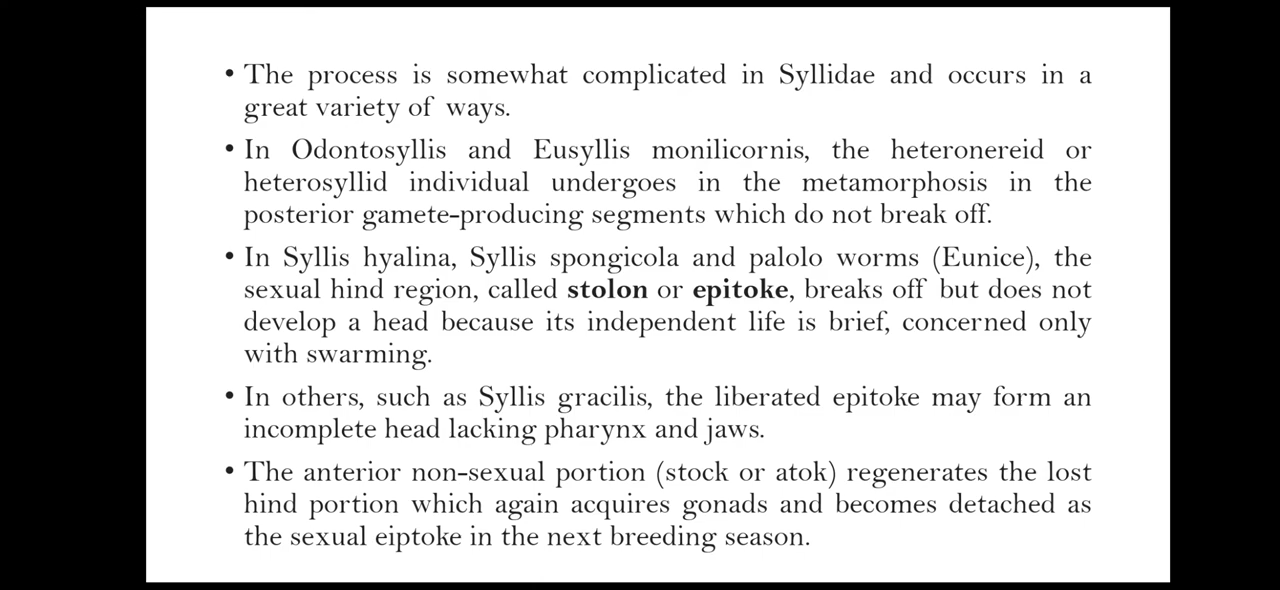 • The process is somewhat complicated in Syllidae and occurs in a
great variety of ways.
• In Odontosyllis and Eusyllis monilicornis, the heteronereid or
heterosyllid individual undergoes in the metamorphosis in the
posterior gamete-producing segments which do not break off.
• In Syllis hyalina, Syllis spongicola and palolo worms (Eunice), the
sexual hind region, called stolon or epitoke, breaks off but does not
develop a head because its independent life is brief, concerned only
with swarming.
• In others, such as Syllis gracilis, the liberated epitoke may form an
incomplete head lacking pharynx and jaws.
• The anterior non-sexual portion (stock or atok) regenerates the lost
hind portion which again acquires gonads and becomes detached as
the sexual eiptoke in the next breeding season.